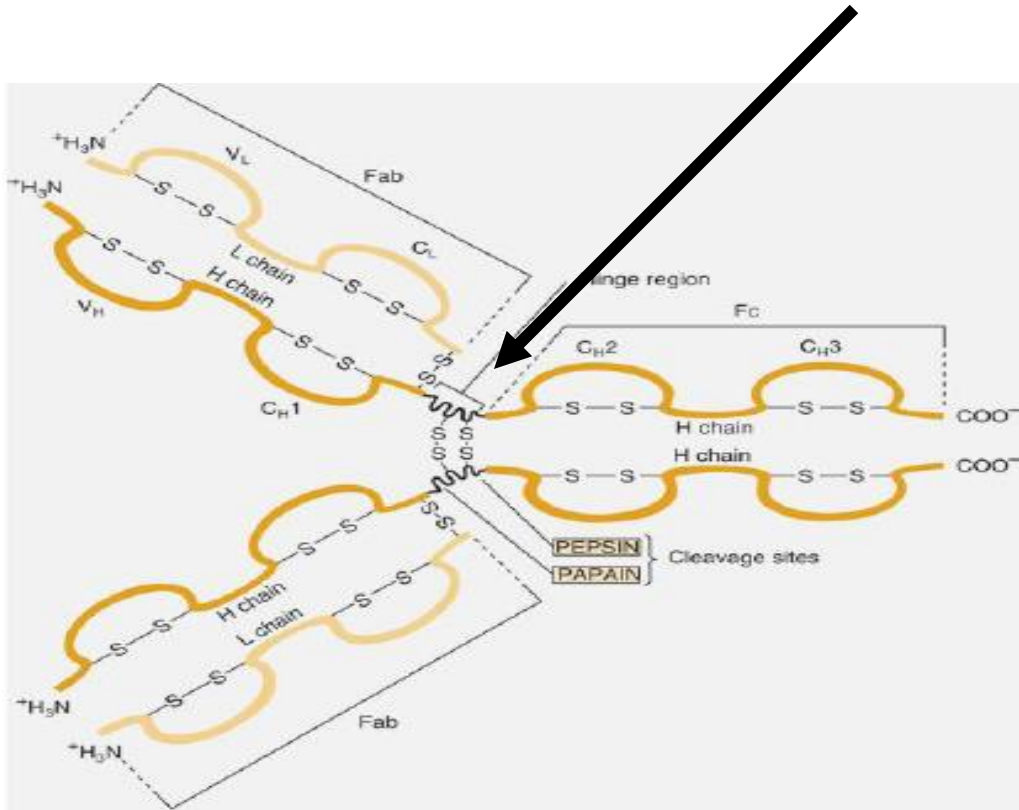 +H3N
VL
Fab
+H3N
S—S
CL
L chain
H chain
S—S
inge region
S—S
Fc
VH
CH2
CH3
S—S
S
S
CH1
S—S
S—S
COO−
S
S
S
S
H chain
H chain
COO−
S—S
S—S
S
S
S—S
PEPSIN
PAPAIN
Cleavage sites
H chain
L chain
S—S
S—S
S—S
+H3N
Fab
+H3N